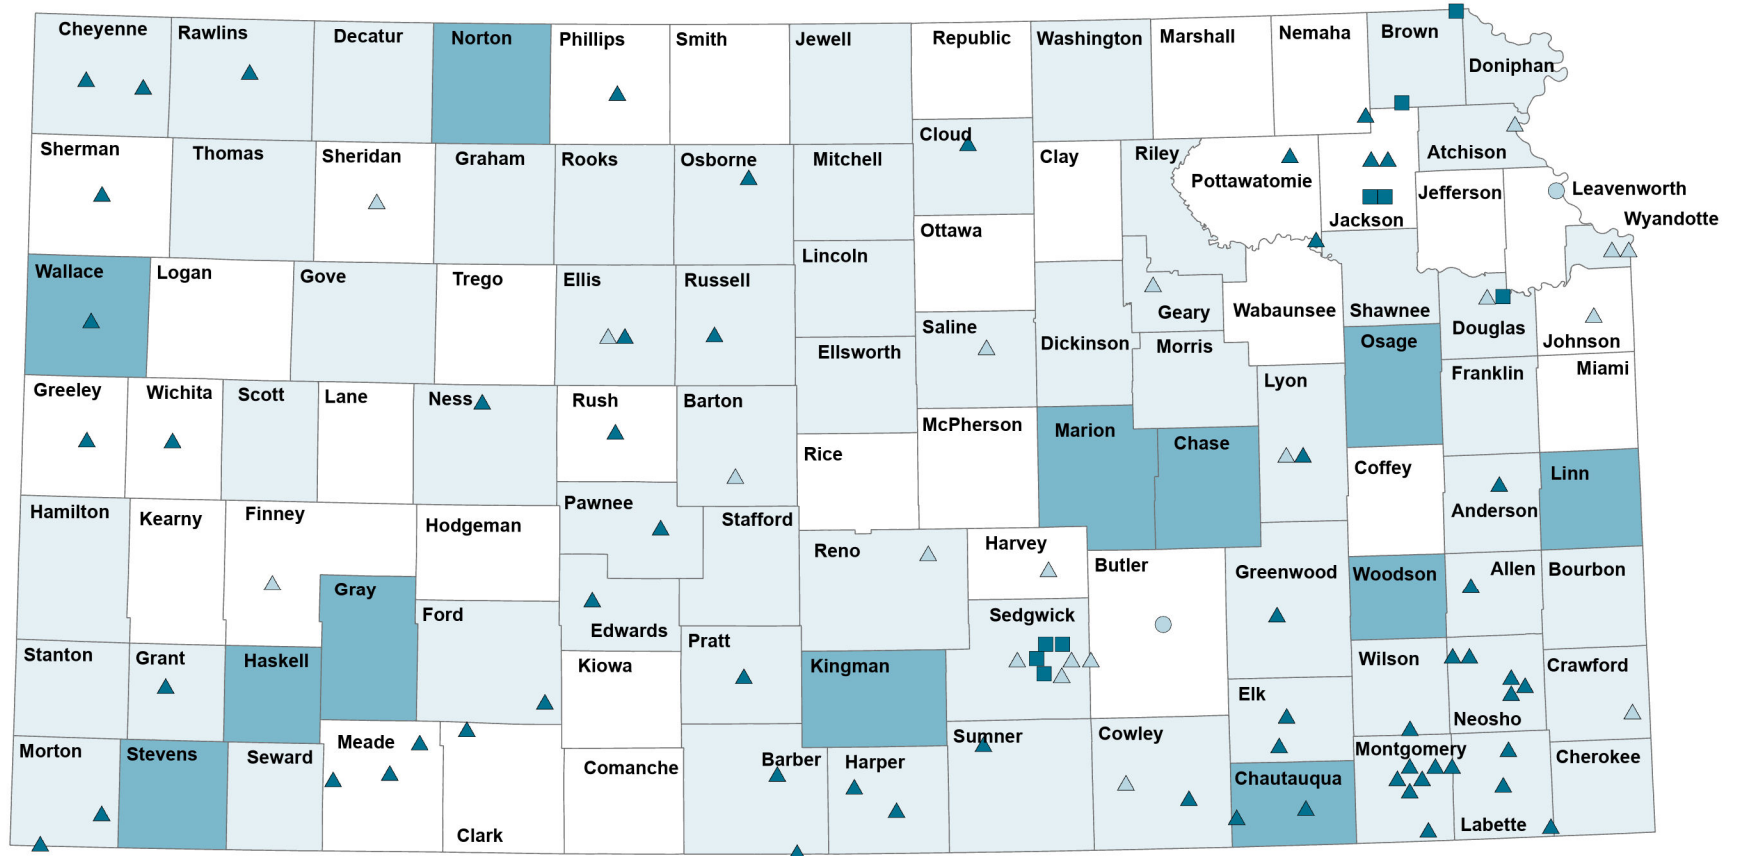 Cheyenne
Rawlins
Decatur
Norton
Phillips
Smith
Jewell
Republic
Washington
Marshall
Nemaha
Brown
Doniphan
Sherman
Thomas
Sheridan
Graham
Rooks
Osborne
Mitchell
Cloud
Clay
Riley
Pottawatomie
Jackson
Atchison
Jefferson
Leavenworth
Wyandotte
Wallace
Logan
Gove
Trego
Ellis
Russell
Lincoln
Ottawa
Saline
Dickinson
Geary
Wabaunsee
Shawnee
Douglas
Johnson
Greeley
Wichita
Scott
Lane
Ness
Rush
Barton
Ellsworth
Rice
McPherson
Marion
Morris
Chase
Lyon
Osage
Franklin
Miami
Coffey
Anderson
Linn
Hamilton
Kearny
Finney
Hodgeman
Pawnee
Stafford
Reno
Harvey
Butler
Greenwood
Woodson
Allen
Bourbon
Gray
Ford
Edwards
Sedgwick
Stanton
Grant
Haskell
Kiowa
Pratt
Kingman
Elk
Wilson
Neosho
Crawford
Morton
Stevens
Seward
Meade
Clark
Comanche
Barber
Harper
Sumner
Cowley
Chautauqua
Montgomery
Labette
Cherokee